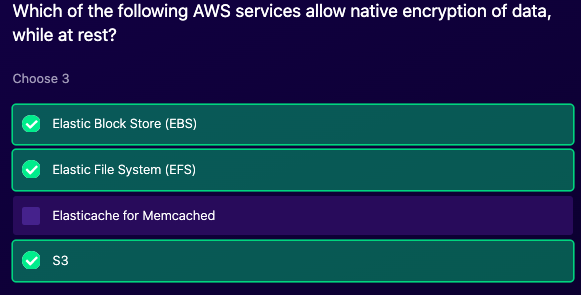 Which of the following AWS services allow native encryption of data,
while at rest?
Choose 3
Elastic Block Store (EBS)
Elastic File System (EFS)
Elasticache for Memcached
S3